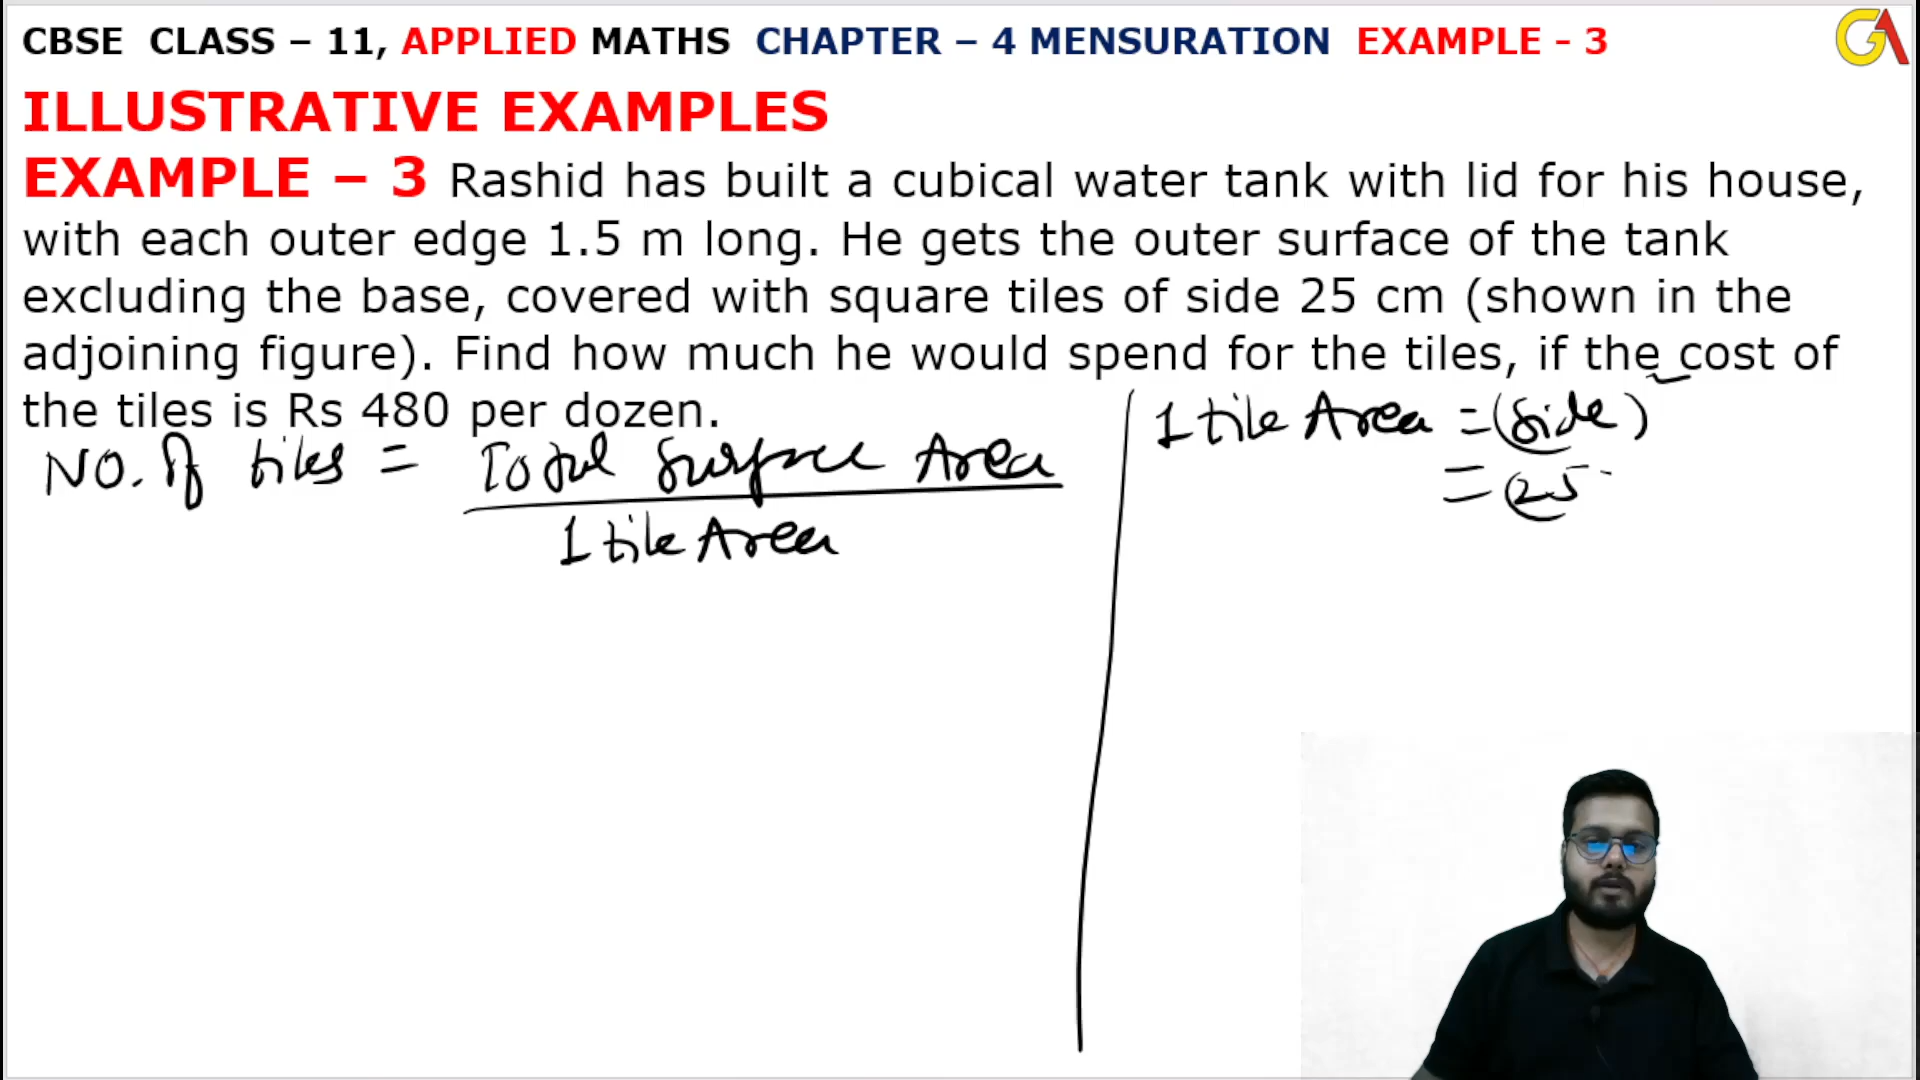 CBSE CLASS – 11, APPLIED MATHS CHAPTER – 4 MENSURATION EXAMPLE - 3
GA
ILLUSTRATIVE EXAMPLES
EXAMPLE – 3 Rashid has built a cubical water tank with lid for his house,
with each outer edge 1.5 m long. He gets the outer surface of the tank
excluding the base, covered with square tiles of side 25 cm (shown in the
adjoining figure). Find how much he would spend for the tiles, if the cost of
the tiles is Rs 480 per dozen.
NO. of tiles = Total Surface Area
1 tile Area
1 tile Area = (side)
= (25